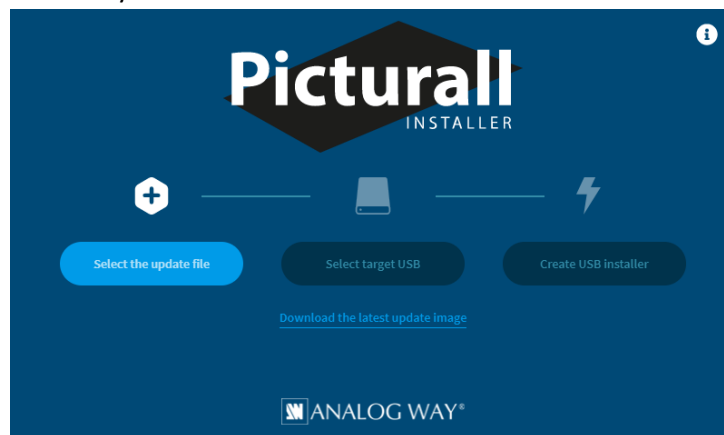 Picturall
INSTALLER
Select the update file
Select target USB
Create USB installer
Download the latest update image
ANALOG WAY®